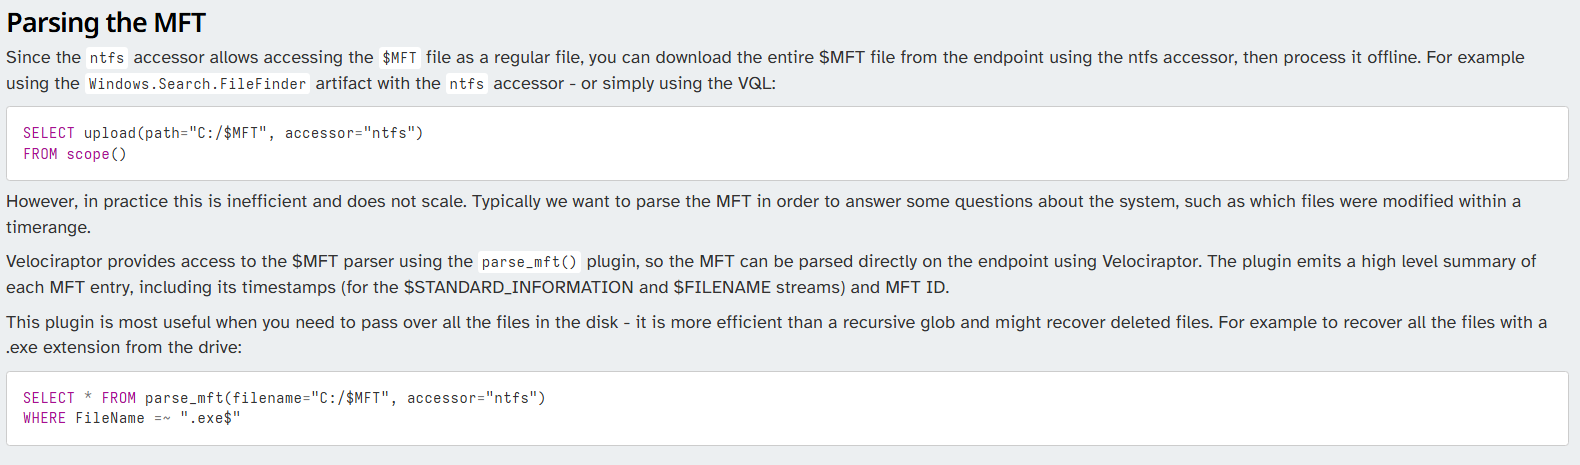 Parsing the MFT
Since the ntfs accessor allows accessing the $MFT file as a regular file, you can download the entire $MFT file from the endpoint using the ntfs accessor, then process it offline. For example
using the Windows.Search.FileFinder artifact with the ntfs accessor - or simply using the VQL:
SELECT upload(path="C:/$MFT", accessor="ntfs")
FROM scope()
However, in practice this is inefficient and does not scale. Typically we want to parse the MFT in order to answer some questions about the system, such as which files were modified within a
timerange.
Velociraptor provides access to the $MFT parser using the parse_mft() plugin, so the MFT can be parsed directly on the endpoint using Velociraptor. The plugin emits a high level summary of
each MFT entry, including its timestamps (for the $STANDARD_INFORMATION and $FILENAME streams) and MFT ID.
This plugin is most useful when you need to pass over all the files in the disk - it is more efficient than a recursive glob and might recover deleted files. For example to recover all the files with a
.exe extension from the drive:
SELECT * FROM parse_mft(filename="C:/$MFT", accessor="ntfs")
WHERE FileName =~ ".exe$"